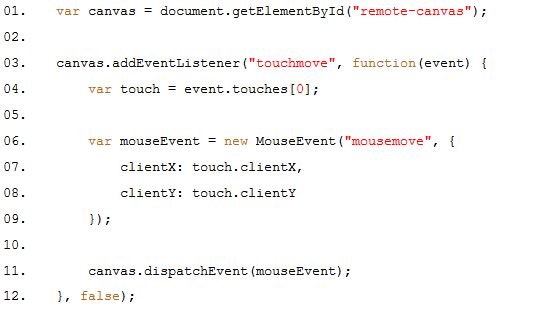 01. var canvas = document.getElementById("remote-canvas");
02.
03. canvas.addEventListener("touchmove", function(event) {
04. var touch = event.touches[0];
05.
06. var mouseEvent = new MouseEvent("mousemove", {
07. clientX: touch.clientX,
08. clientY: touch.clientY
09. });
10.
11. canvas.dispatchEvent(mouseEvent);
12. }, false);